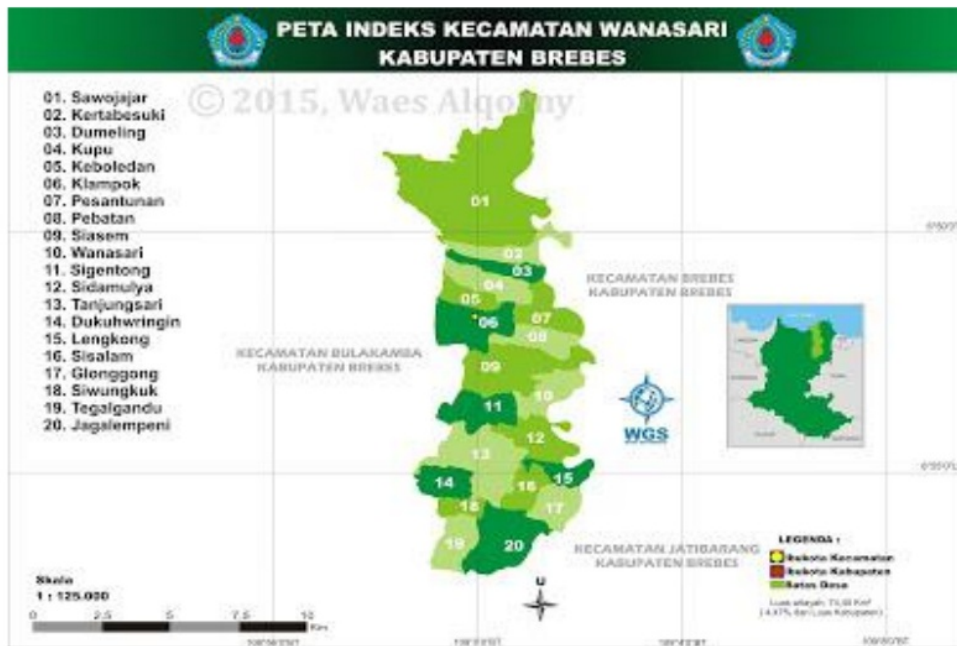 PETA INDEKS KECAMATAN WANASARI
KABUPATEN BREBES
© 2015, Waes Alqorny
01. Sawojajar
02. Kertabesuki
03. Dumeling
04. Kupu
05. Keboledan
06. Klampok
07. Pesantunan
08. Pebatan
09. Siasem
10. Wanasari
11. Sigentong
12. Sidamulya
13. Tanjungsari
14. Dukuhwringin
15. Lengkong
16. Sisalam
17. Glonggong
18. Siwungkuk
19. Tegalgandu
20. Jagalempeni
01
02
03
04
05
06
07
08
09
10
11
12
13
14
15
16
17
18
19
20
KECAMATAN BREBES
KABUPATEN BREBES
KECAMATAN BULAKAMBA
KABUPATEN BREBES
WGS
KECAMATAN JATIBARANG
KABUPATEN BREBES
LEGENDA :
Ibukota Kecamatan
Ibukota Kabupaten
Batas Desa
Skala
1 : 125.000
0 2,5 5 7,5 10
Km
U